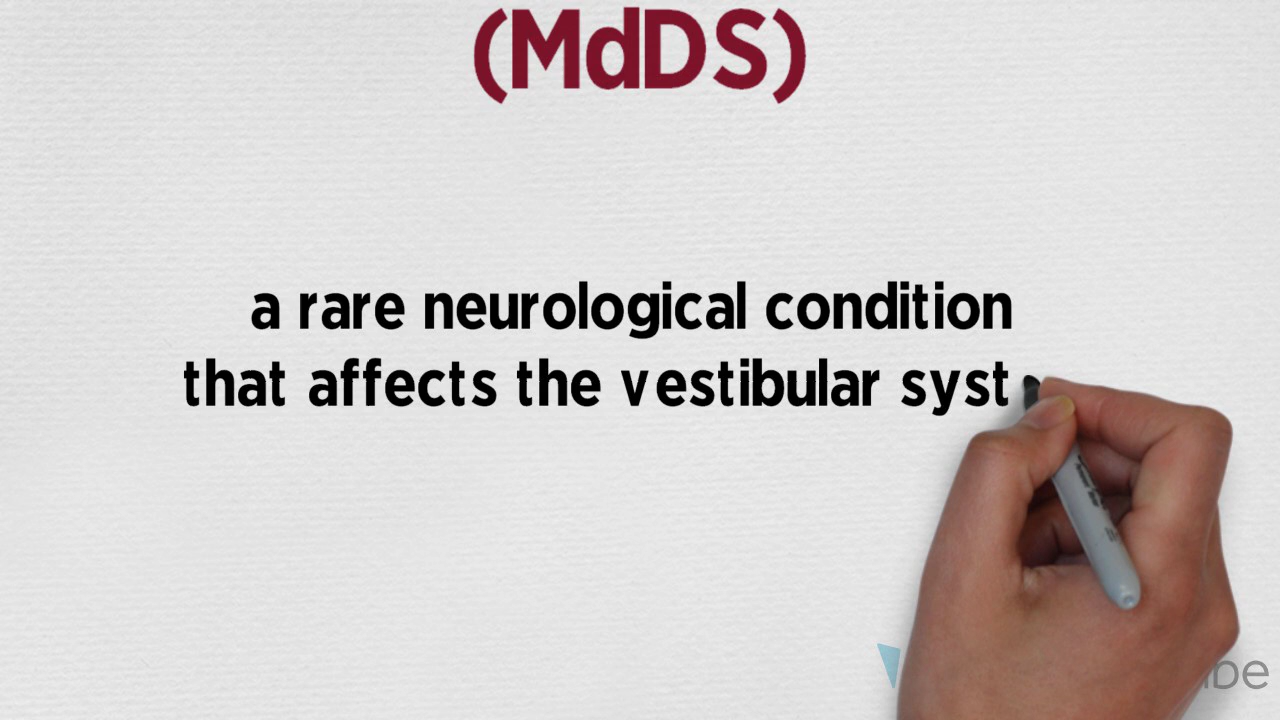 (MdDS)
a rare neurological condition
that affects the vestibular syst